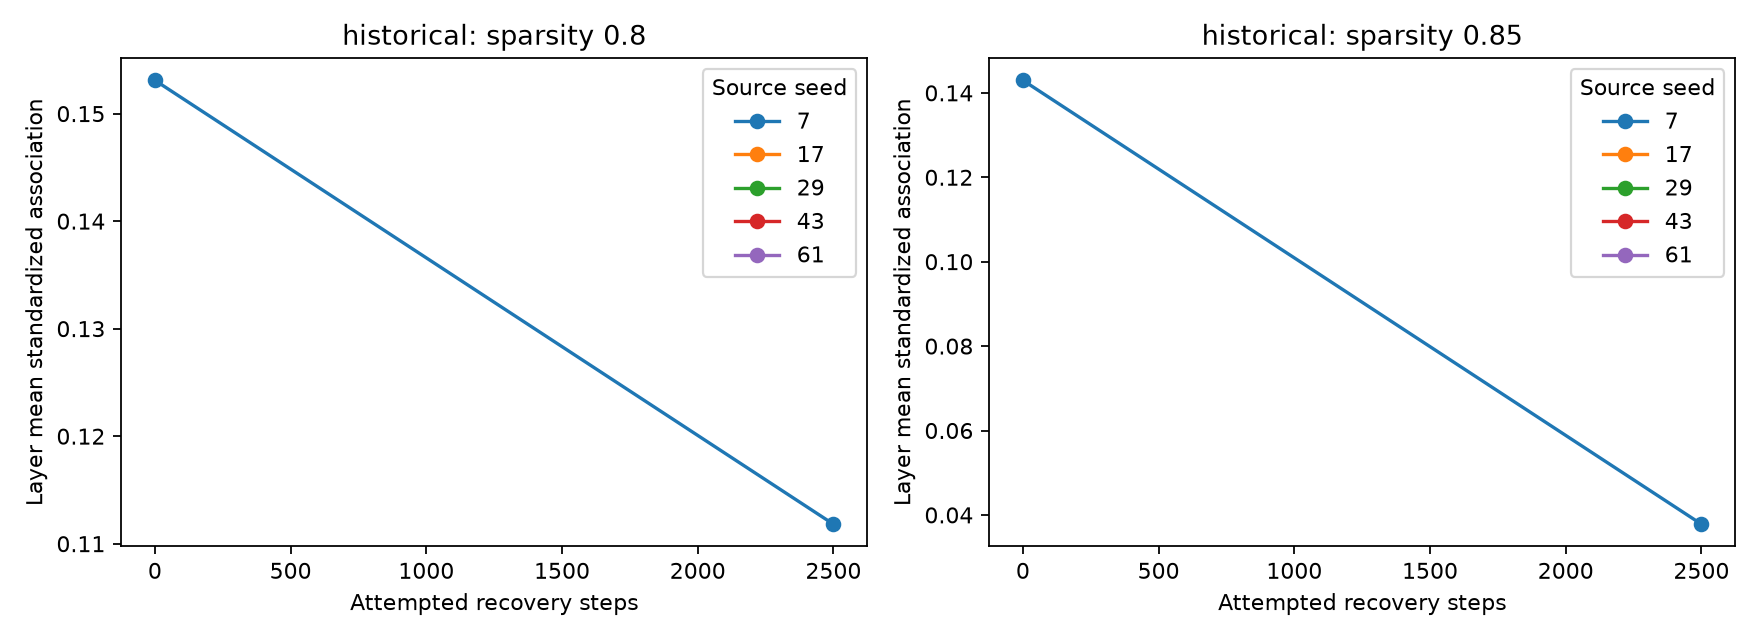 historical: sparsity 0.8
Layer mean standardized association
0.15
0.14
0.13
0.12
0.11
Source seed
7
17
29
43
61
0 500 1000 1500 2000 2500
Attempted recovery steps
historical: sparsity 0.85
Layer mean standardized association
0.14
0.12
0.10
0.08
0.06
0.04
Source seed
7
17
29
43
61
0 500 1000 1500 2000 2500
Attempted recovery steps